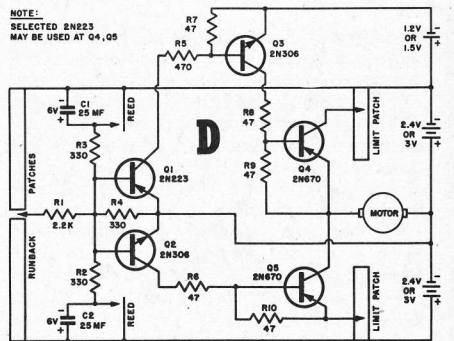 NOTE:
SELECTED 2N223
MAY BE USED AT Q4,Q5
R7
47
R5
470
Q3
2N306
1.2V
OR
1.5V
6V
C1
25 MF
REED
R3
330
D
R8
47
LIMIT PATCH
2.4V
OR
3V
PATCHES
Q1
2N223
R9
47
Q4
2N670
R1
2.2K
R4
330
MOTOR
RUNBACK
Q2
2N306
R2
330
R6
47
Q5
2N670
LIMIT PATCH
2.4V
OR
3V
6V
C2
25 MF
REED
R10
47